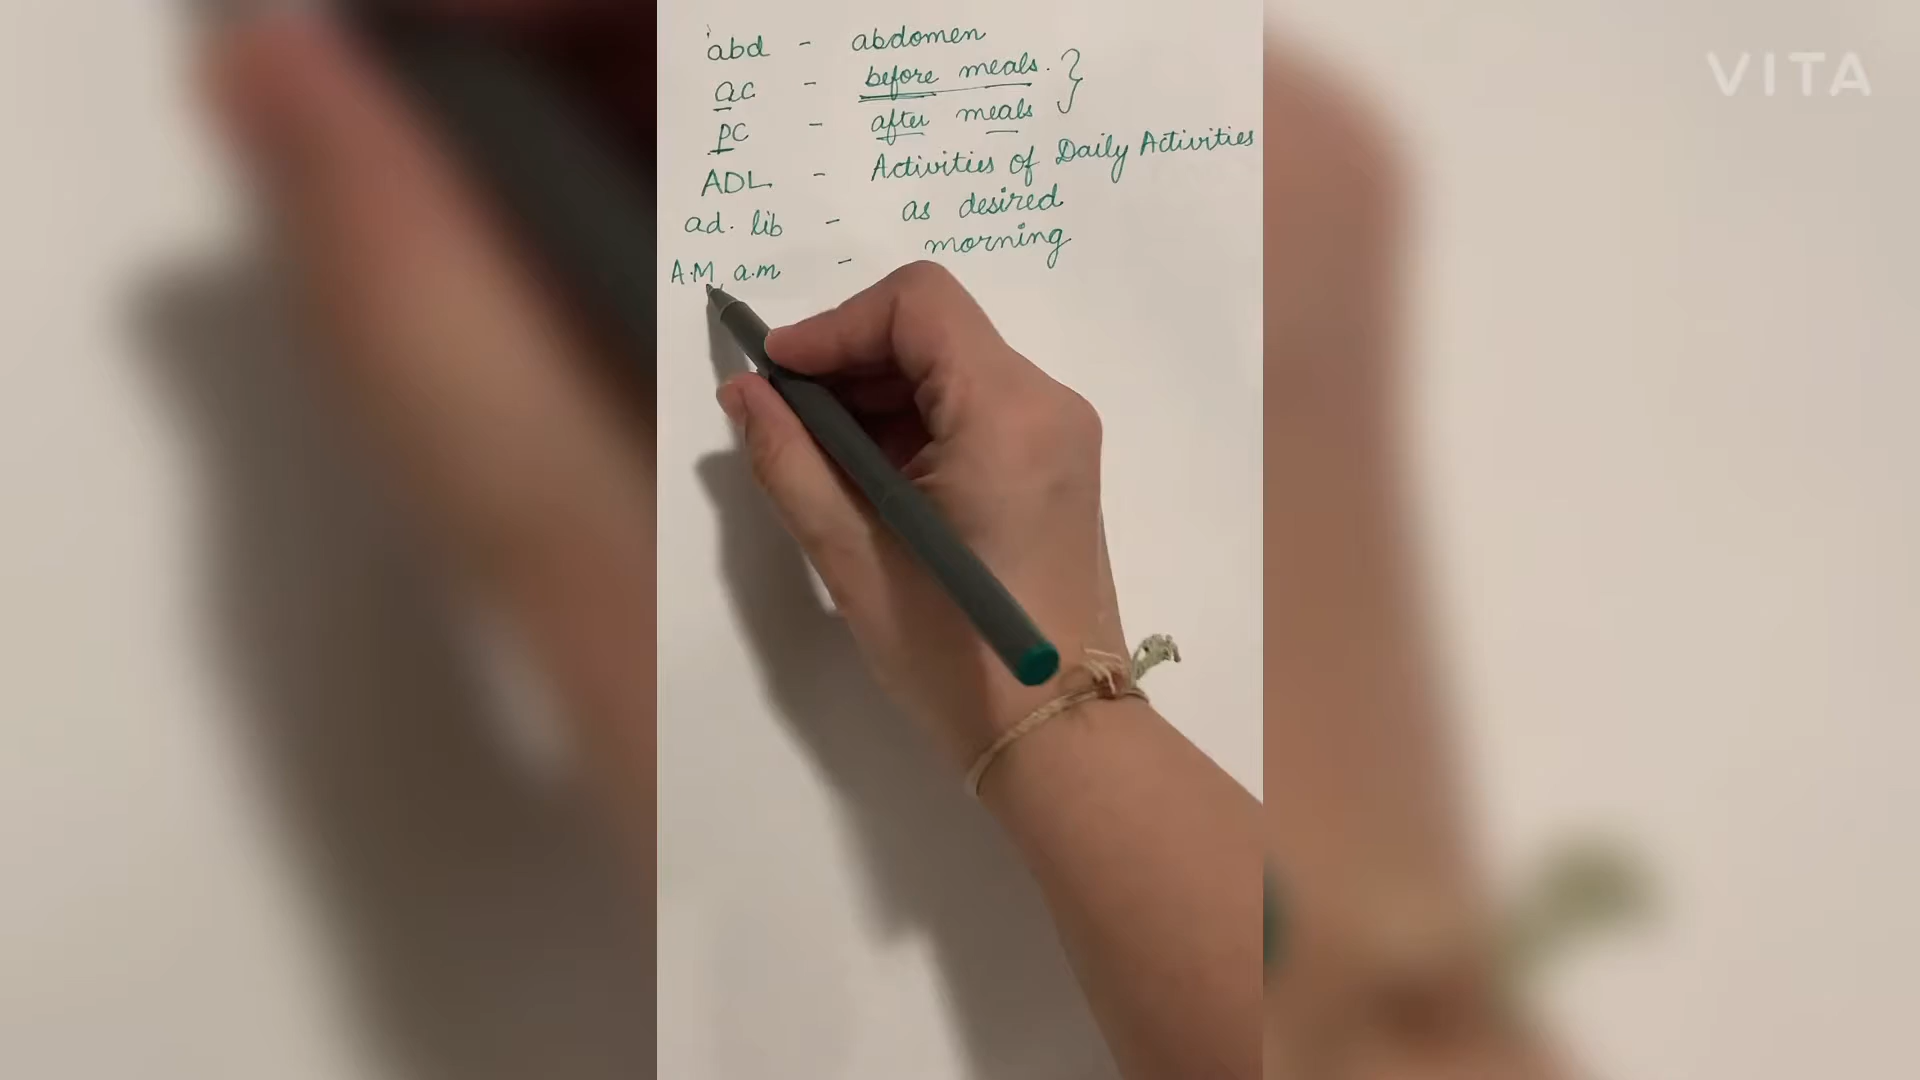 abd - abdomen
ac - before meals.
PC - after meals
ADL - Activities of Daily Activities
ad. lib - as desired
A.M, a.m - morning
VITA